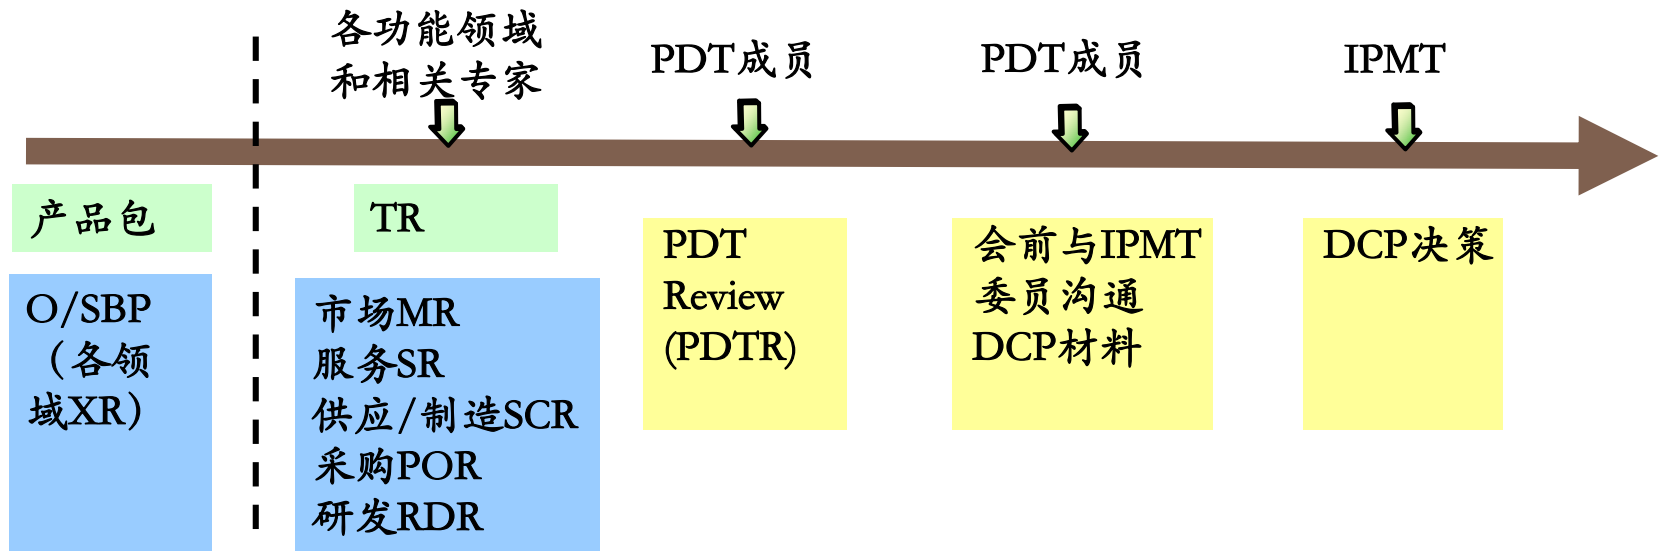 各功能领域
和相关专家
PDT成员
PDT成员
IPMT
产品包
TR
O/SBP
（各领
域XR）
市场MR
服务SR
供应/制造SCR
采购POR
研发RDR
PDT
Review
(PDTR)
会前与IPMT
委员沟通
DCP材料
DCP决策